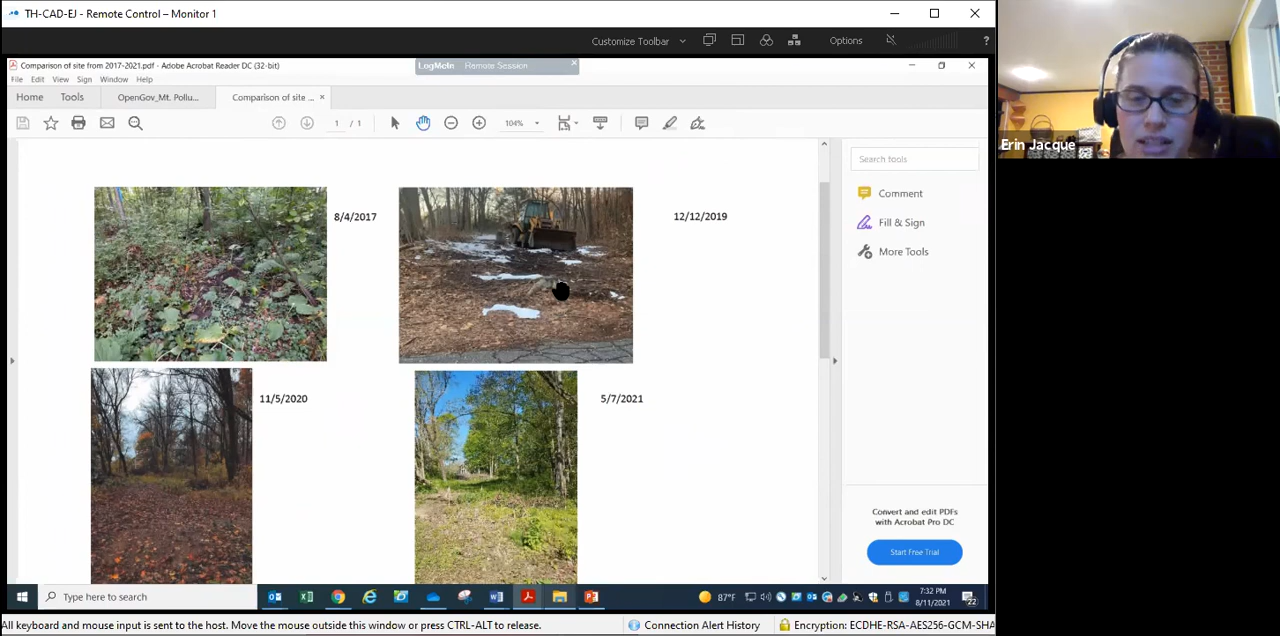 TH-CAD-EJ - Remote Control – Monitor 1
Customize Toolbar
Options
?
Comparison of site from 2017-2021.pdf - Adobe Acrobat Reader DC (32-bit)
LogMeIn Remote Session
File Edit View Sign Window Help
Home Tools OpenGov_Mt. Pollu... Comparison of site ... ×
1 / 1
104%
Search tools
Comment
Fill & Sign
More Tools
8/4/2017
12/12/2019
11/5/2020
5/7/2021
Convert and edit PDFs
with Acrobat Pro DC
Start Free Trial
Type here to search
87°F
7:32 PM
8/11/2021
22
All keyboard and mouse input is sent to the host. Move the mouse outside this window or press CTRL-ALT to release.
Connection Alert History
Encryption: ECDHE-RSA-AES256-GCM-SHA
Erin Jacque